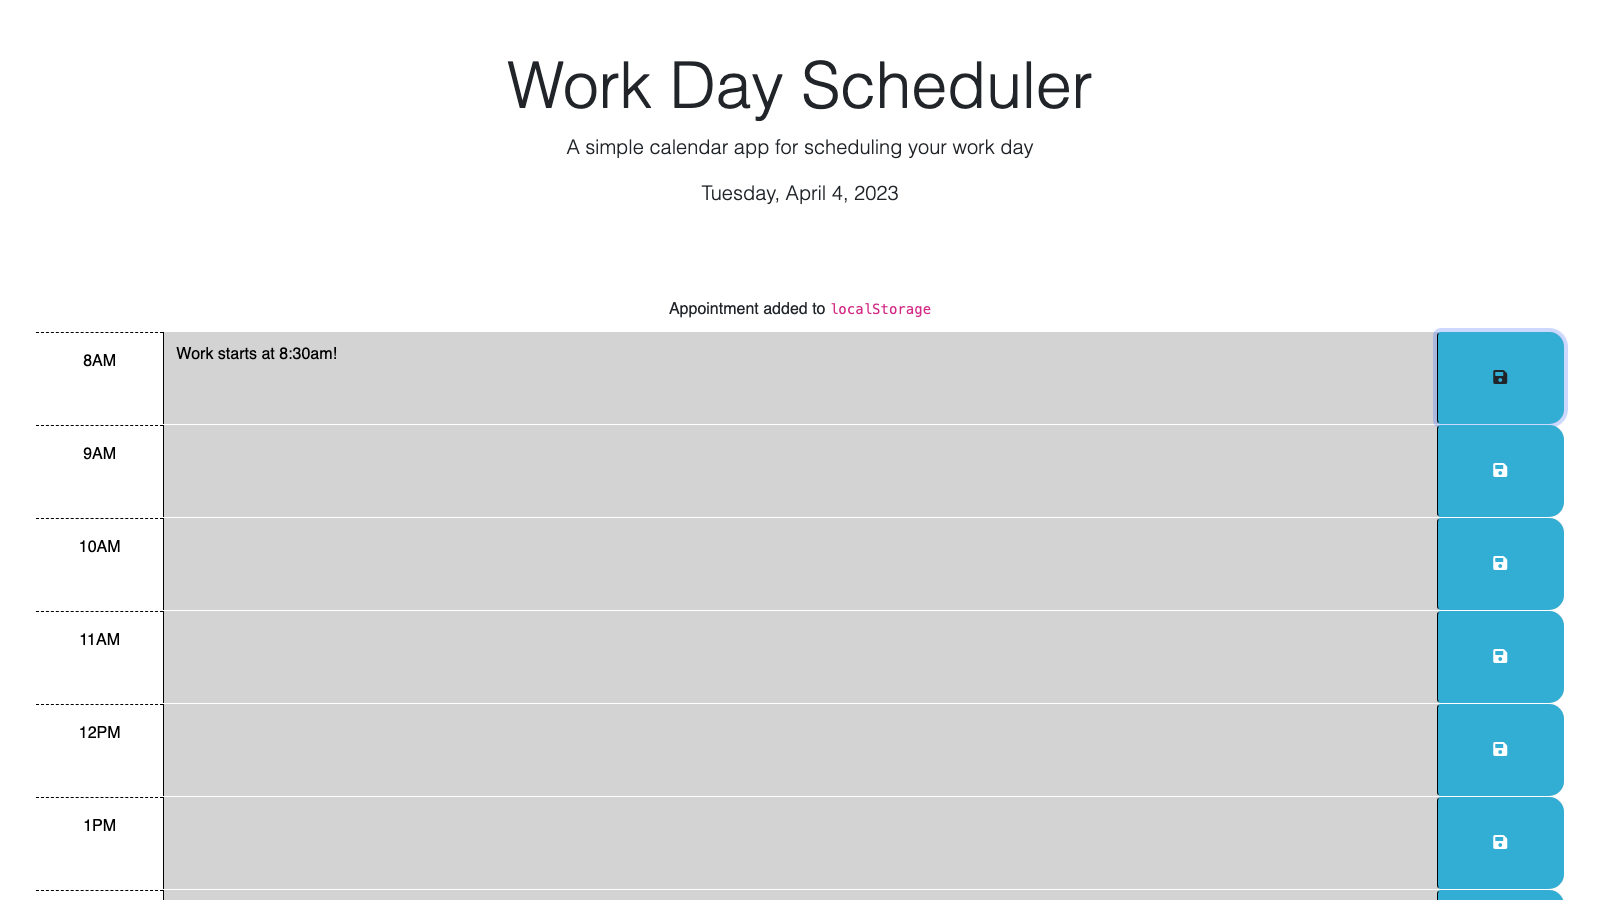 Work Day Scheduler
A simple calendar app for scheduling your work day
Tuesday, April 4, 2023
Appointment added to localStorage
8AM
Work starts at 8:30am!
9AM
10AM
11AM
12PM
1PM